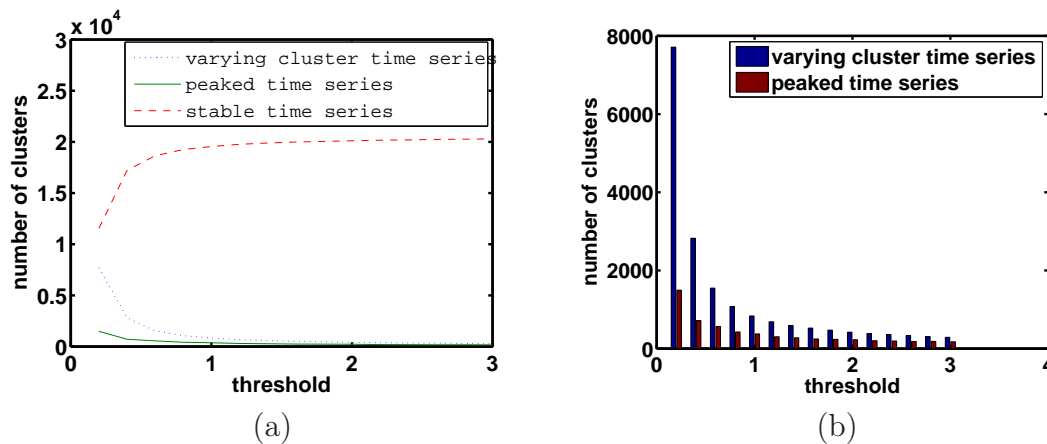 x 10⁴
3
2.5
2
1.5
1
0.5
0
0
1
2
3
number of clusters
threshold
varying cluster time series
peaked time series
stable time series
(a)
8000
6000
4000
2000
0
0
1
2
3
4
number of clusters
threshold
varying cluster time series
peaked time series
(b)